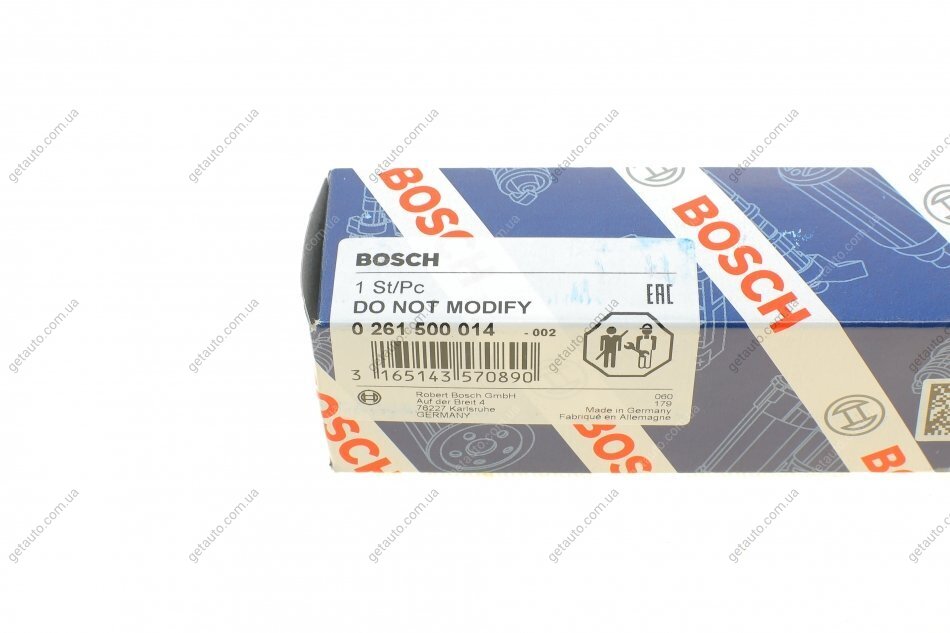 BOSCH
BOSCH
BOSCH
1 St/Pc
DO NOT MODIFY
EAC
0 261 500 014 - 002
3 165143 570890
Robert Bosch GmbH
Auf der Breit 4
76227 Karlsruhe
GERMANY
060
179
Made in Germany
Fabriqué en Allemagne
BOSCH
BOSCH
BO
getauto.com.ua